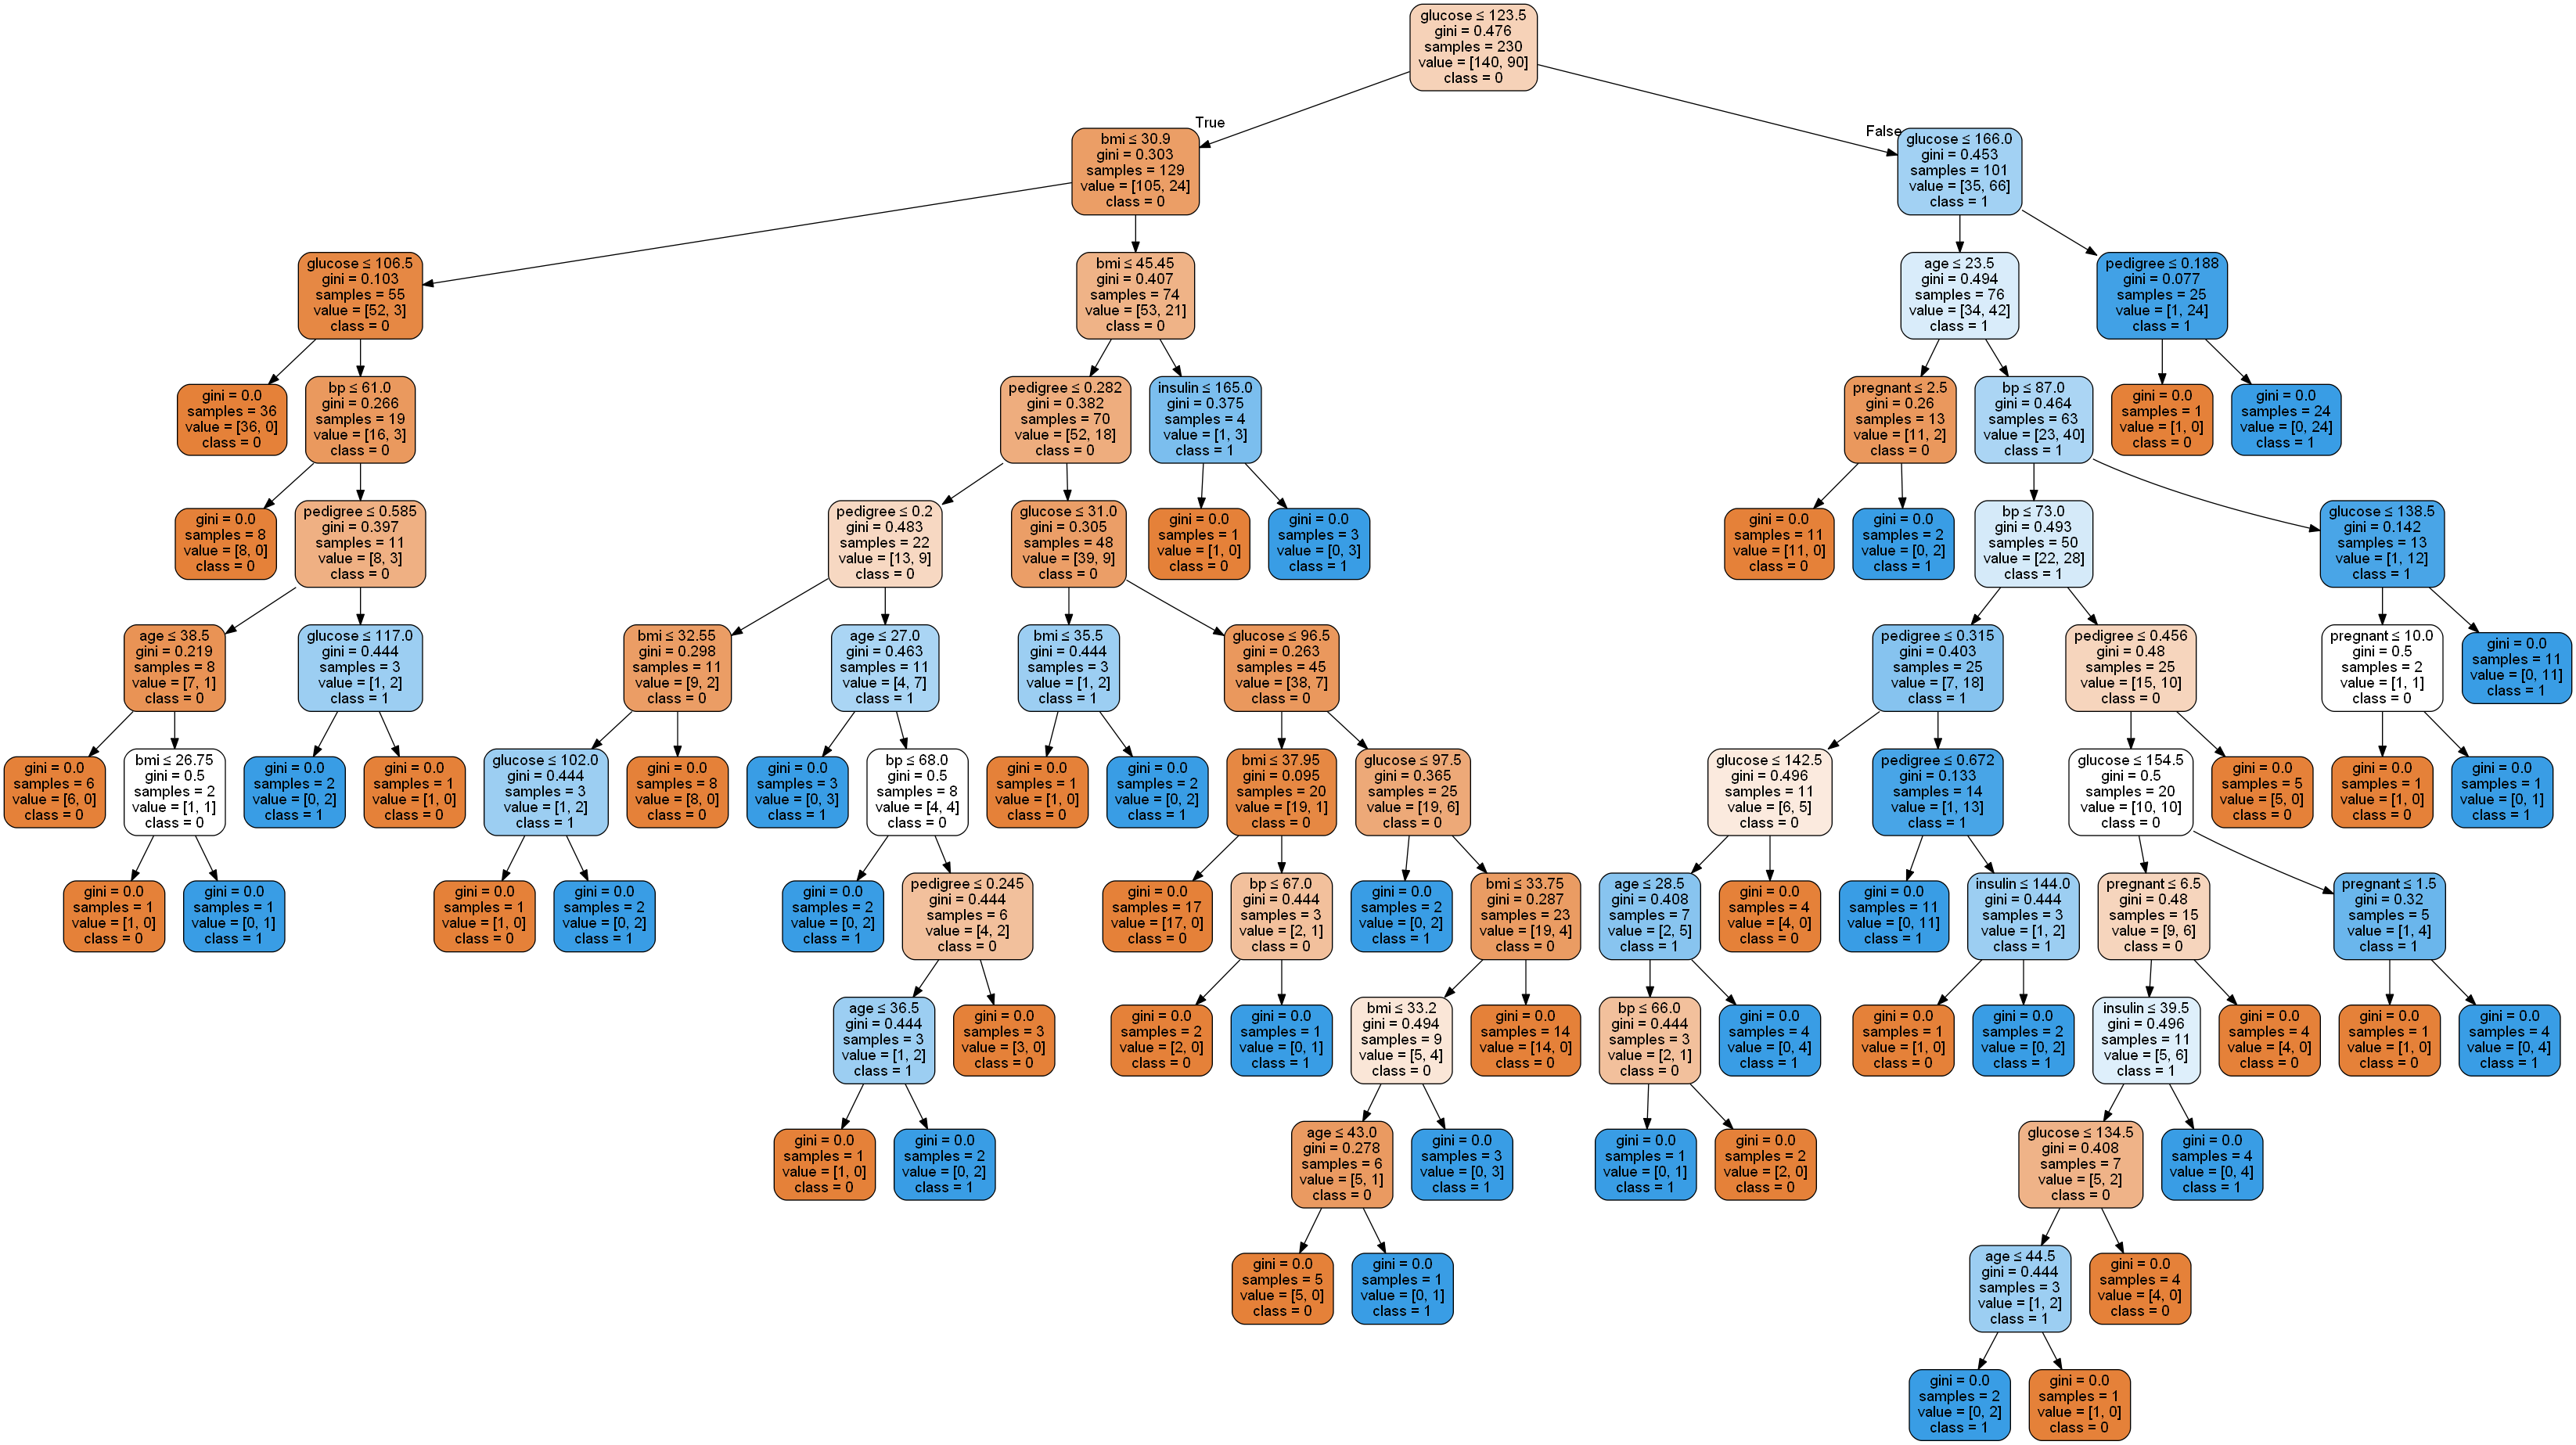 glucose ≤ 123.5
gini = 0.476
samples = 230
value = [140, 90]
class = 0
True
False
bmi ≤ 30.9
gini = 0.303
samples = 129
value = [105, 24]
class = 0
glucose ≤ 166.0
gini = 0.453
samples = 101
value = [35, 66]
class = 1
glucose ≤ 106.5
gini = 0.103
samples = 55
value = [52, 3]
class = 0
bmi ≤ 45.45
gini = 0.407
samples = 74
value = [53, 21]
class = 0
age ≤ 23.5
gini = 0.494
samples = 76
value = [34, 42]
class = 1
pedigree ≤ 0.188
gini = 0.077
samples = 25
value = [1, 24]
class = 1
gini = 0.0
samples = 36
value = [36, 0]
class = 0
bp ≤ 61.0
gini = 0.266
samples = 19
value = [16, 3]
class = 0
pedigree ≤ 0.282
gini = 0.382
samples = 70
value = [52, 18]
class = 0
insulin ≤ 165.0
gini = 0.375
samples = 4
value = [1, 3]
class = 1
pregnant ≤ 2.5
gini = 0.26
samples = 13
value = [11, 2]
class = 0
bp ≤ 87.0
gini = 0.464
samples = 63
value = [23, 40]
class = 1
gini = 0.0
samples = 1
value = [1, 0]
class = 0
gini = 0.0
samples = 24
value = [0, 24]
class = 1
gini = 0.0
samples = 8
value = [8, 0]
class = 0
pedigree ≤ 0.585
gini = 0.397
samples = 11
value = [8, 3]
class = 0
pedigree ≤ 0.2
gini = 0.483
samples = 22
value = [13, 9]
class = 0
glucose ≤ 31.0
gini = 0.305
samples = 48
value = [39, 9]
class = 0
gini = 0.0
samples = 1
value = [1, 0]
class = 0
gini = 0.0
samples = 3
value = [0, 3]
class = 1
gini = 0.0
samples = 11
value = [11, 0]
class = 0
gini = 0.0
samples = 2
value = [0, 2]
class = 1
bp ≤ 73.0
gini = 0.493
samples = 50
value = [22, 28]
class = 1
glucose ≤ 138.5
gini = 0.142
samples = 13
value = [1, 12]
class = 1
age ≤ 38.5
gini = 0.219
samples = 8
value = [7, 1]
class = 0
glucose ≤ 117.0
gini = 0.444
samples = 3
value = [1, 2]
class = 1
bmi ≤ 32.55
gini = 0.298
samples = 11
value = [9, 2]
class = 0
age ≤ 27.0
gini = 0.463
samples = 11
value = [4, 7]
class = 1
bmi ≤ 35.5
gini = 0.444
samples = 3
value = [1, 2]
class = 1
glucose ≤ 96.5
gini = 0.263
samples = 45
value = [38, 7]
class = 0
pedigree ≤ 0.315
gini = 0.403
samples = 25
value = [7, 18]
class = 1
pedigree ≤ 0.456
gini = 0.48
samples = 25
value = [15, 10]
class = 0
pregnant ≤ 10.0
gini = 0.5
samples = 2
value = [1, 1]
class = 0
gini = 0.0
samples = 11
value = [0, 11]
class = 1
gini = 0.0
samples = 6
value = [6, 0]
class = 0
bmi ≤ 26.75
gini = 0.5
samples = 2
value = [1, 1]
class = 0
gini = 0.0
samples = 2
value = [0, 2]
class = 1
gini = 0.0
samples = 1
value = [1, 0]
class = 0
glucose ≤ 102.0
gini = 0.444
samples = 3
value = [1, 2]
class = 1
gini = 0.0
samples = 8
value = [8, 0]
class = 0
gini = 0.0
samples = 3
value = [0, 3]
class = 1
bp ≤ 68.0
gini = 0.5
samples = 8
value = [4, 4]
class = 0
gini = 0.0
samples = 1
value = [1, 0]
class = 0
gini = 0.0
samples = 2
value = [0, 2]
class = 1
bmi ≤ 37.95
gini = 0.095
samples = 20
value = [19, 1]
class = 0
glucose ≤ 97.5
gini = 0.365
samples = 25
value = [19, 6]
class = 0
glucose ≤ 142.5
gini = 0.496
samples = 11
value = [6, 5]
class = 0
pedigree ≤ 0.672
gini = 0.133
samples = 14
value = [1, 13]
class = 1
glucose ≤ 154.5
gini = 0.5
samples = 20
value = [10, 10]
class = 0
gini = 0.0
samples = 5
value = [5, 0]
class = 0
gini = 0.0
samples = 1
value = [1, 0]
class = 0
gini = 0.0
samples = 1
value = [0, 1]
class = 1
gini = 0.0
samples = 1
value = [1, 0]
class = 0
gini = 0.0
samples = 1
value = [0, 1]
class = 1
gini = 0.0
samples = 1
value = [1, 0]
class = 0
gini = 0.0
samples = 2
value = [0, 2]
class = 1
gini = 0.0
samples = 2
value = [0, 2]
class = 1
pedigree ≤ 0.245
gini = 0.444
samples = 6
value = [4, 2]
class = 0
gini = 0.0
samples = 17
value = [17, 0]
class = 0
bp ≤ 67.0
gini = 0.444
samples = 3
value = [2, 1]
class = 0
gini = 0.0
samples = 2
value = [0, 2]
class = 1
bmi ≤ 33.75
gini = 0.287
samples = 23
value = [19, 4]
class = 0
age ≤ 28.5
gini = 0.408
samples = 7
value = [2, 5]
class = 1
gini = 0.0
samples = 4
value = [4, 0]
class = 0
gini = 0.0
samples = 11
value = [0, 11]
class = 1
insulin ≤ 144.0
gini = 0.444
samples = 3
value = [1, 2]
class = 1
pregnant ≤ 6.5
gini = 0.48
samples = 15
value = [9, 6]
class = 0
pregnant ≤ 1.5
gini = 0.32
samples = 5
value = [1, 4]
class = 1
age ≤ 36.5
gini = 0.444
samples = 3
value = [1, 2]
class = 1
gini = 0.0
samples = 3
value = [3, 0]
class = 0
gini = 0.0
samples = 2
value = [2, 0]
class = 0
gini = 0.0
samples = 1
value = [0, 1]
class = 1
bmi ≤ 33.2
gini = 0.494
samples = 9
value = [5, 4]
class = 0
gini = 0.0
samples = 14
value = [14, 0]
class = 0
bp ≤ 66.0
gini = 0.444
samples = 3
value = [2, 1]
class = 0
gini = 0.0
samples = 4
value = [0, 4]
class = 1
gini = 0.0
samples = 1
value = [1, 0]
class = 0
gini = 0.0
samples = 2
value = [0, 2]
class = 1
insulin ≤ 39.5
gini = 0.496
samples = 11
value = [5, 6]
class = 1
gini = 0.0
samples = 4
value = [4, 0]
class = 0
gini = 0.0
samples = 1
value = [1, 0]
class = 0
gini = 0.0
samples = 4
value = [0, 4]
class = 1
gini = 0.0
samples = 1
value = [1, 0]
class = 0
gini = 0.0
samples = 2
value = [0, 2]
class = 1
age ≤ 43.0
gini = 0.278
samples = 6
value = [5, 1]
class = 0
gini = 0.0
samples = 3
value = [0, 3]
class = 1
gini = 0.0
samples = 1
value = [0, 1]
class = 1
gini = 0.0
samples = 2
value = [2, 0]
class = 0
glucose ≤ 134.5
gini = 0.408
samples = 7
value = [5, 2]
class = 0
gini = 0.0
samples = 4
value = [0, 4]
class = 1
gini = 0.0
samples = 5
value = [5, 0]
class = 0
gini = 0.0
samples = 1
value = [0, 1]
class = 1
age ≤ 44.5
gini = 0.444
samples = 3
value = [1, 2]
class = 1
gini = 0.0
samples = 4
value = [4, 0]
class = 0
gini = 0.0
samples = 2
value = [0, 2]
class = 1
gini = 0.0
samples = 1
value = [1, 0]
class = 0